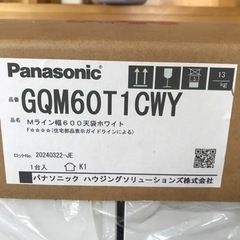 Panasonic
13
kg
品番
GQM60T1CWY
品名
Mライン幅600天袋ホワイト
F☆☆☆☆(住宅部品表示ガイドラインによる)
ロットNo. 20240322-JE
1台入
K1
パナソニック ハウジングソリューションズ株式会社